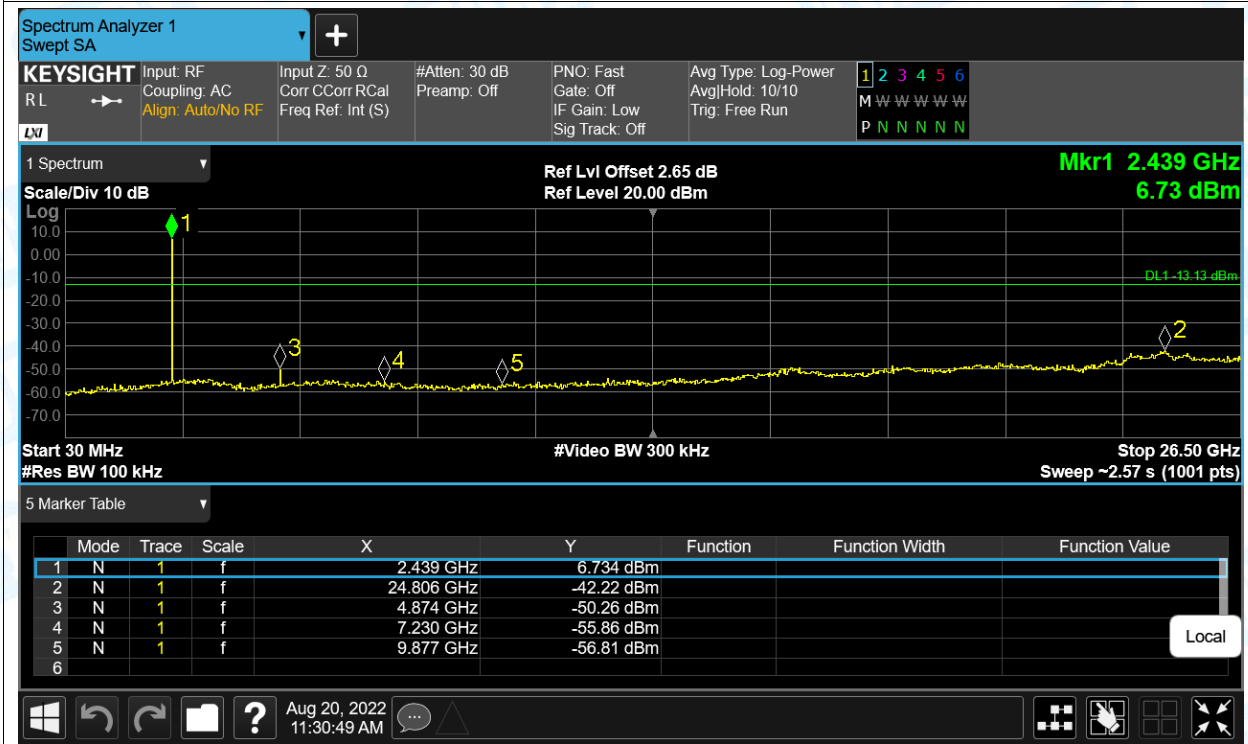 Spectrum Analyzer 1
Swept SA
+
KEYSIGHT Input: RF Input Z: 50 Ω #Atten: 30 dB PNO: Fast Avg Type: Log-Power 1 2 3 4 5 6
R L Coupling: AC Corr CCorr RCal Preamp: Off Gate: Off Avg|Hold: 10/10 M W W W W W W
Align: Auto/No RF Freq Ref: Int (S) IF Gain: Low Trig: Free Run
LXI Sig Track: Off P N N N N N N
1 Spectrum
Scale/Div 10 dB
Ref Lvl Offset 2.65 dB
Ref Level 20.00 dBm
Mkr1 2.439 GHz
6.73 dBm
Log
10.0
0.00
-10.0
-20.0
-30.0
-40.0
-50.0
-60.0
-70.0
1
DL1 -13.13 dBm
2
3
4
5
Start 30 MHz #Video BW 300 kHz Stop 26.50 GHz
#Res BW 100 kHz Sweep ~2.57 s (1001 pts)
5 Marker Table
Mode Trace Scale X Y Function Function Width Function Value
1 N 1 f 2.439 GHz 6.734 dBm
2 N 1 f 24.806 GHz -42.22 dBm
3 N 1 f 4.874 GHz -50.26 dBm
4 N 1 f 7.230 GHz -55.86 dBm
5 N 1 f 9.877 GHz -56.81 dBm
6
Local
?
Aug 20, 2022
11:30:49 AM